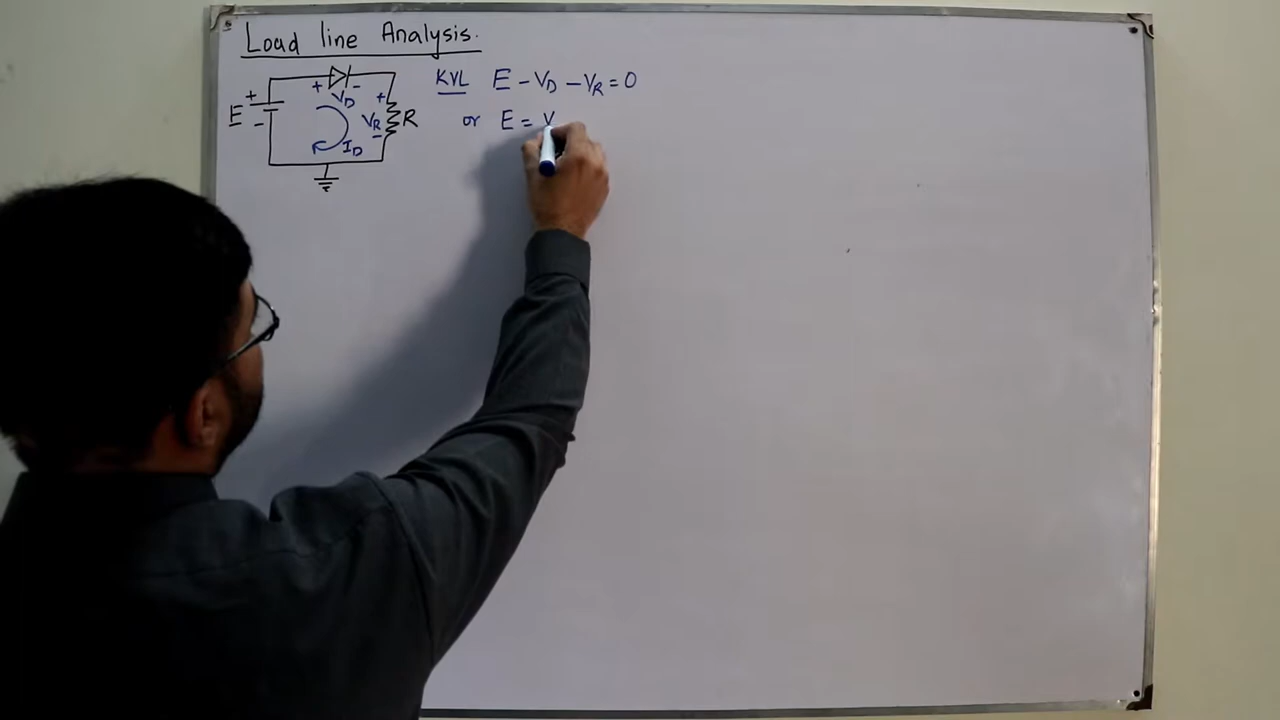 Load line Analysis.
+ - V_D
E + - I_D V_R + R
KVL E - V_D - V_R = 0
or E = V